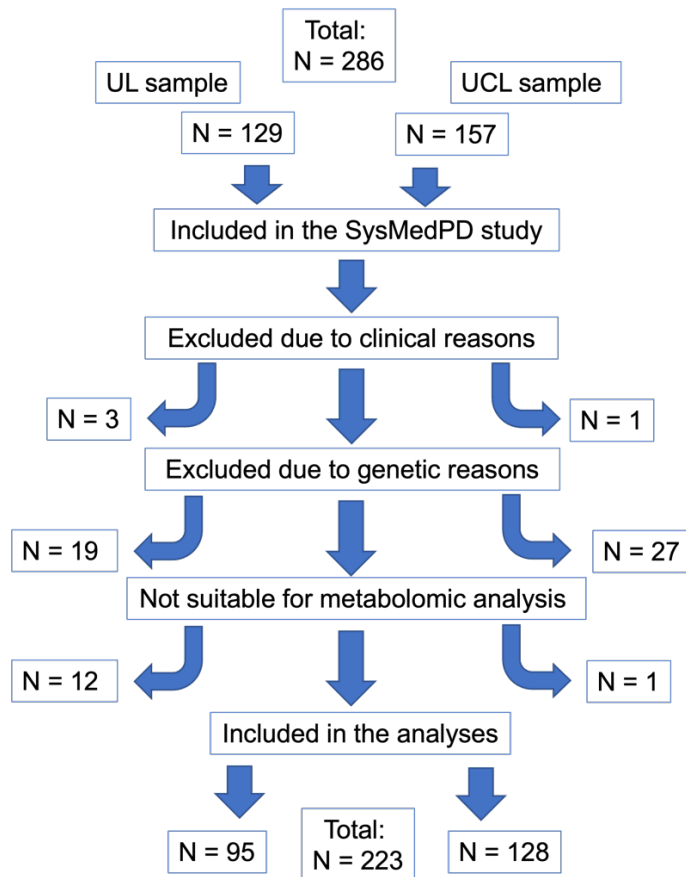 Total:
N = 286
UL sample
UCL sample
N = 129
N = 157
Included in the SysMedPD study
Excluded due to clinical reasons
N = 3
N = 1
Excluded due to genetic reasons
N = 19
N = 27
Not suitable for metabolomic analysis
N = 12
N = 1
Included in the analyses
N = 95
Total:
N = 223
N = 128